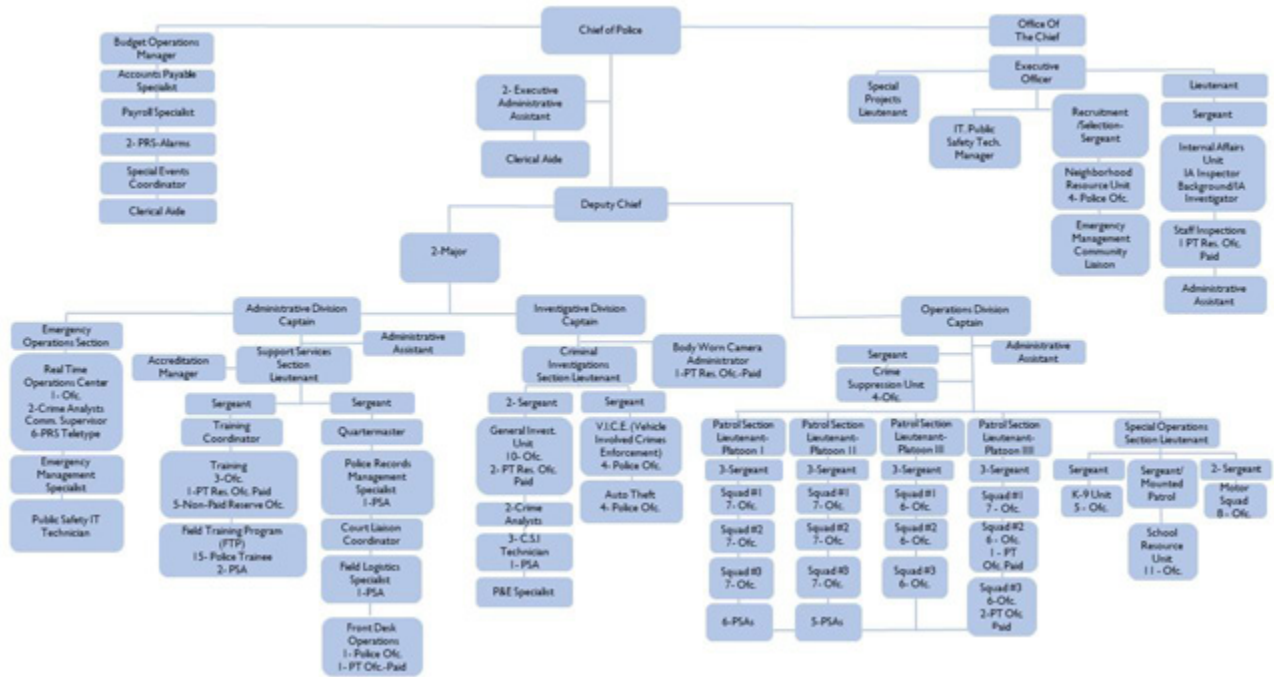 Chief of Police
Office Of
The Chief
Budget Operations
Manager
Accounts Payable
Specialist
Payroll Specialist
2- PRS-Alarms
Special Events
Coordinator
Clerical Aide
2- Executive
Administrative
Assistant
Clerical Aide
Executive
Officer
Special
Projects
Lieutenant
IT. Public
Safety Tech.
Manager
Recruitment
/Selection-
Sergeant
Neighborhood
Resource Unit
4- Police Ofc.
Emergency
Management
Community
Liaison
Lieutenant
Sergeant
Internal Affairs
Unit
IA Inspector
Background/IA
Investigator
Staff Inspections
1 PT Res. Ofc.
Paid
Administrative
Assistant
Deputy Chief
2-Major
Administrative Division
Captain
Investigative Division
Captain
Operations Division
Captain
Emergency
Operations Section
Real Time
Operations Center
1- Ofc.
2-Crime Analysts
Comm. Supervisor
6-PRS Teletype
Emergency
Management
Specialist
Public Safety IT
Technician
Administrative
Assistant
Accreditation
Manager
Support Services
Section
Lieutenant
Sergeant
Training
Coordinator
Training
3-Ofc.
1-PT Res. Ofc. Paid
5-Non-Paid Reserve Ofc.
Field Training Program
(FTP)
15- Police Trainee
2- PSA
Sergeant
Quartermaster
Police Records
Management
Specialist
1-PSA
Court Liaison
Coordinator
Field Logistics
Specialist
1-PSA
Front Desk
Operations
1- Police Ofc.
1- PT Ofc.-Paid
Criminal
Investigations
Section Lieutenant
Body Worn Camera
Administrator
1-PT Res. Ofc.-Paid
2- Sergeant
General Invest.
Unit
10- Ofc.
2- PT Res. Ofc.
Paid
2-Crime
Analysts
3- C.S.I
Technician
1- PSA
P&E Specialist
Sergeant
V.I.C.E. (Vehicle
Involved Crimes
Enforcement)
4- Police Ofc.
Auto Theft
4- Police Ofc.
Sergeant
Crime
Suppression Unit
4-Ofc.
Administrative
Assistant
Patrol Section
Lieutenant-
Platoon I
3-Sergeant
Squad #1
7- Ofc.
Squad #2
7- Ofc.
Squad #3
7- Ofc.
6-PSAs
Patrol Section
Lieutenant-
Platoon II
3-Sergeant
Squad #1
7- Ofc.
Squad #2
7- Ofc.
Squad #3
7- Ofc.
5-PSAs
Patrol Section
Lieutenant-
Platoon III
3-Sergeant
Squad #1
6- Ofc.
Squad #2
6- Ofc.
Squad #3
6- Ofc.
Patrol Section
Lieutenant-
Platoon IIII
3-Sergeant
Squad #1
7 - Ofc.
Squad #2
6 - Ofc.
1 - PT
Ofc. Paid
Squad #3
6-Ofc.
2-PT Ofc.
Paid
Special Operations
Section Lieutenant
Sergeant
K-9 Unit
5 - Ofc.
Sergeant/
Mounted
Patrol
School
Resource
Unit
11 - Ofc.
2- Sergeant
Motor
Squad
8 - Ofc.